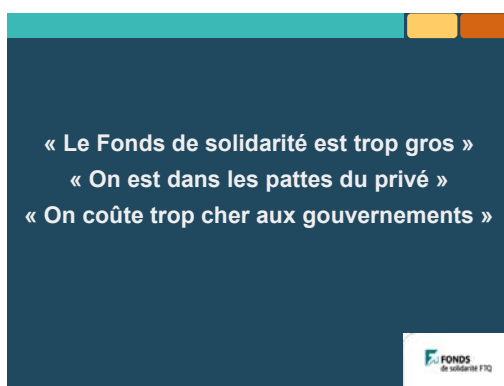 « Le Fonds de solidarité est trop gros »
« On est dans les pattes du privé »
« On coûte trop cher aux gouvernements »
FONDS
de solidarité FTQ